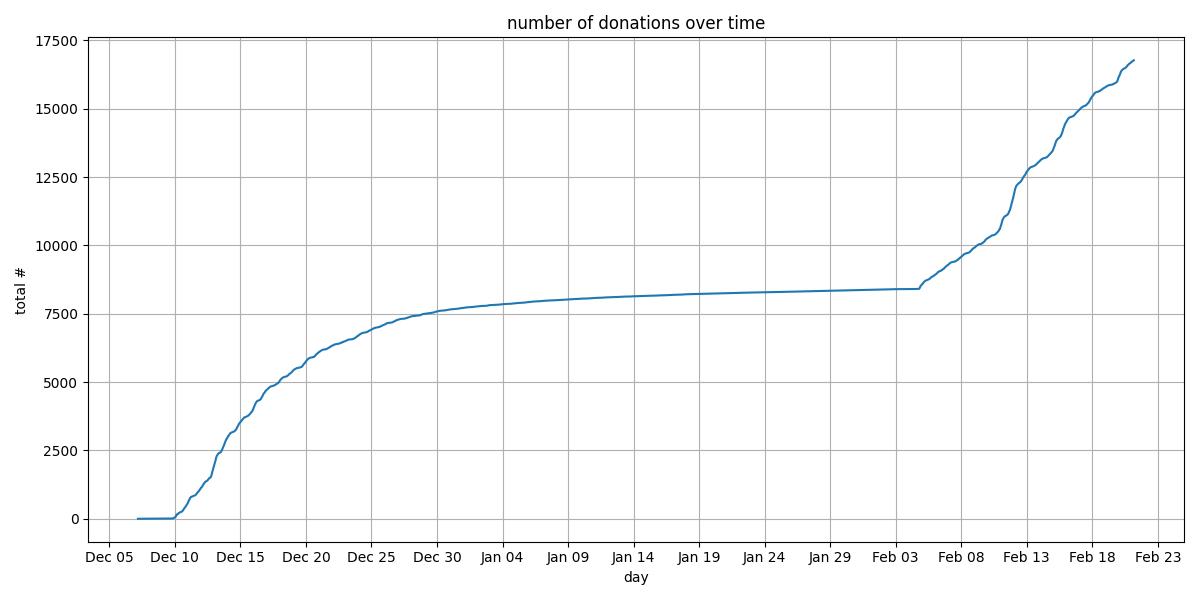 number of donations over time
17500
15000
12500
10000
7500
5000
2500
0
total #
Dec 05 Dec 10 Dec 15 Dec 20 Dec 25 Dec 30 Jan 04 Jan 09 Jan 14 Jan 19 Jan 24 Jan 29 Feb 03 Feb 08 Feb 13 Feb 18 Feb 23
day